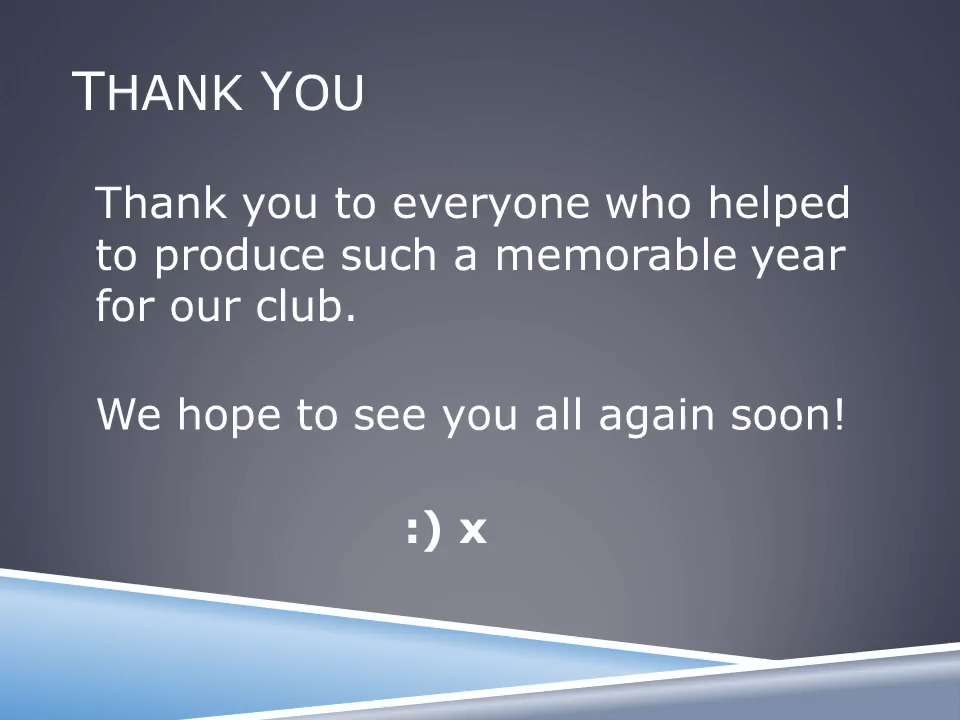 THANK YOU
Thank you to everyone who helped
to produce such a memorable year
for our club.
We hope to see you all again soon!
:) x